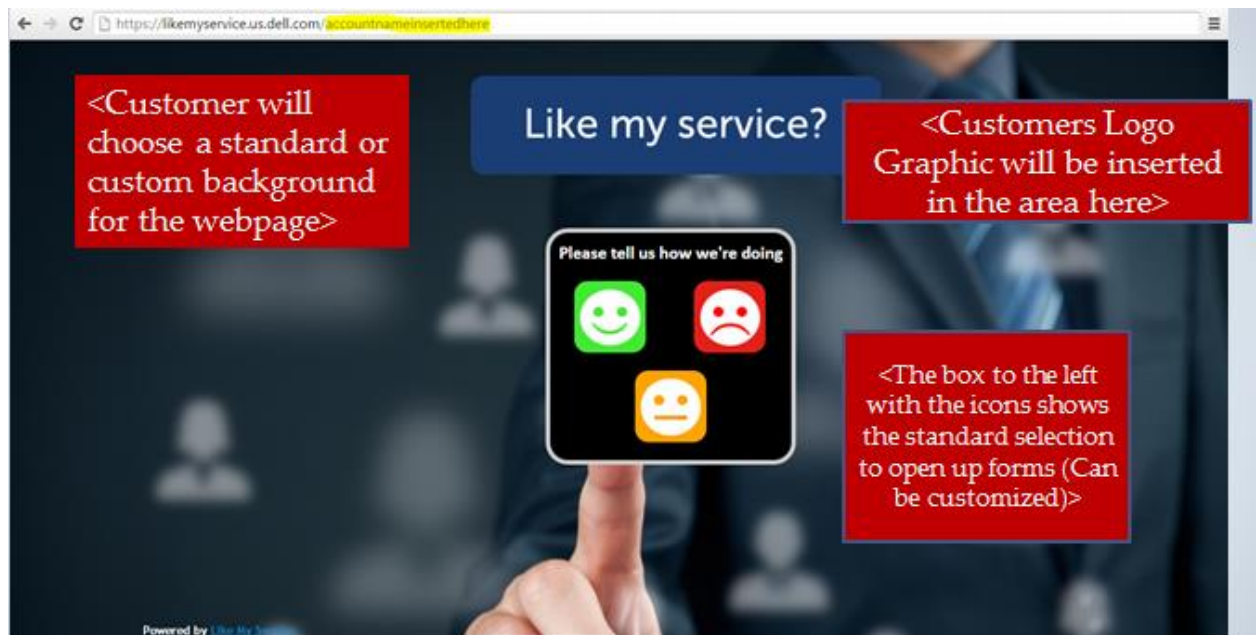 https://likemyservice.us.dell.com/accountnameinsertedhere
<Customer will
choose a standard or
custom background
for the webpage>
Like my service?
<Customers Logo
Graphic will be inserted
in the area here>
Please tell us how we're doing
<The box to the left
with the icons shows
the standard selection
to open up forms (Can
be customized)>
Powered by Like My